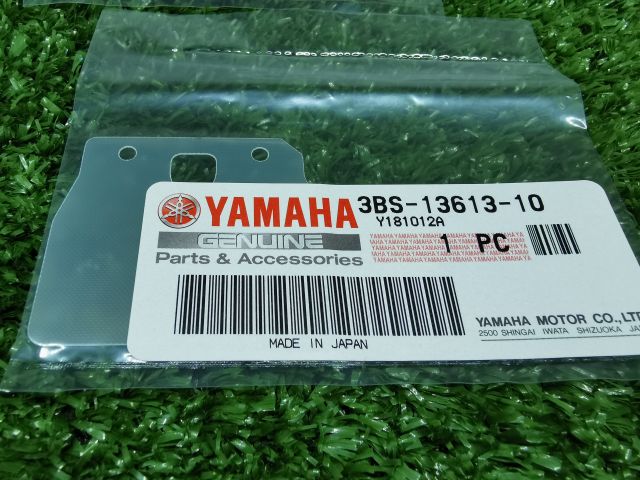 YAMAHA 3BS-13613-10
Y181012A
GENUINE
1 PC
Parts & Accessories
MADE IN JAPAN
YAMAHA MOTOR CO.,LT
2500 SHINGAI IWATA SHIZUOKA